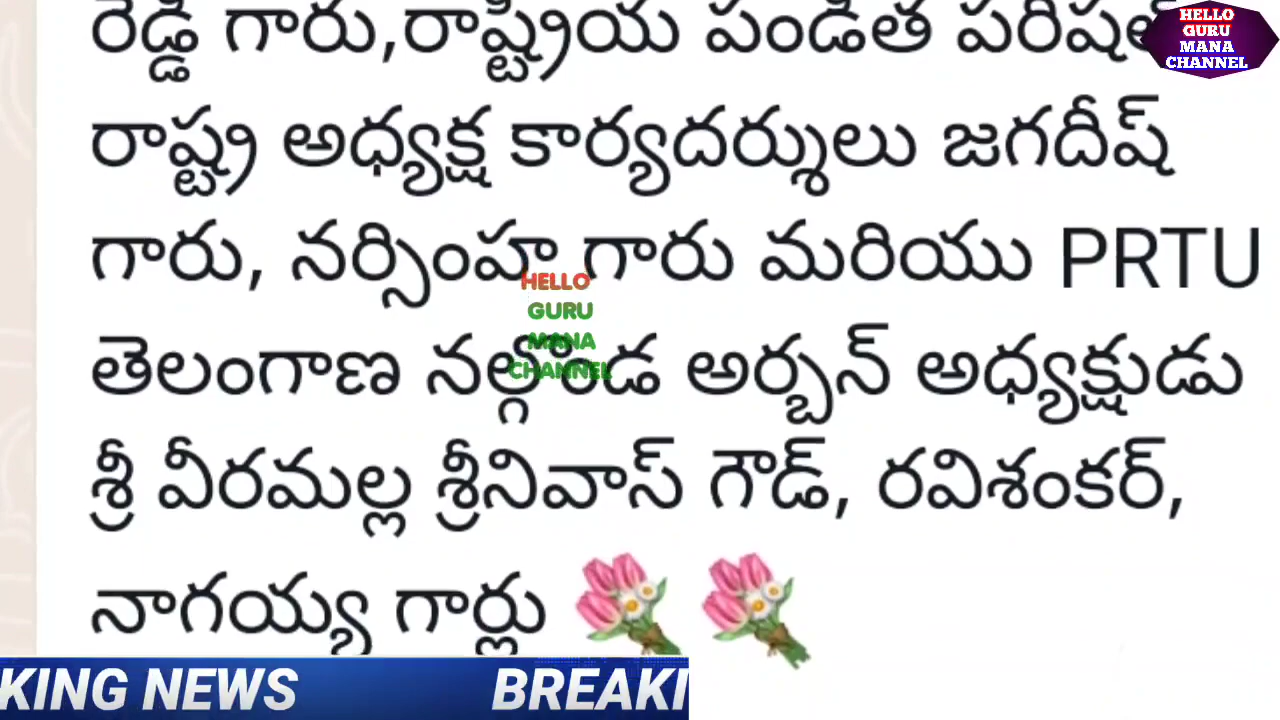 రెడ్డి గారు,రాష్ట్రీయ పండిత పరిషత్
రాష్ట్ర అధ్యక్ష కార్యదర్శులు జగదీష్
గారు, నర్సింహ గారు మరియు PRTU
తెలంగాణ నల్గొండ అర్బన్ అధ్యక్షుడు
శ్రీ వీరమల్ల శ్రీనివాస్ గౌడ్, రవిశంకర్,
నాగయ్య గార్లు
HELLO
GURU
MANA
CHANNEL
HELLO
GURU
MANA
CHANNEL
KING NEWS BREAKI